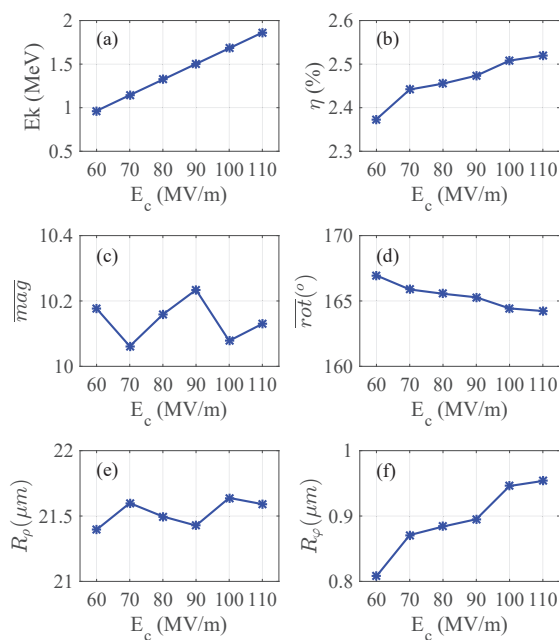 (a)
Ek (MeV)
2
1.5
1
0.5
60 70 80 90 100 110
E_c (MV/m)
(b)
η (%)
2.6
2.5
2.4
2.3
60 70 80 90 100 110
E_c (MV/m)
(c)
mag
10.4
10.2
10
60 70 80 90 100 110
E_c (MV/m)
(d)
rot(°)
170
165
160
60 70 80 90 100 110
E_c (MV/m)
(e)
R_ρ(μm)
22
21.5
21
60 70 80 90 100 110
E_c (MV/m)
(f)
R_φ(μm)
1
0.9
0.8
60 70 80 90 100 110
E_c (MV/m)